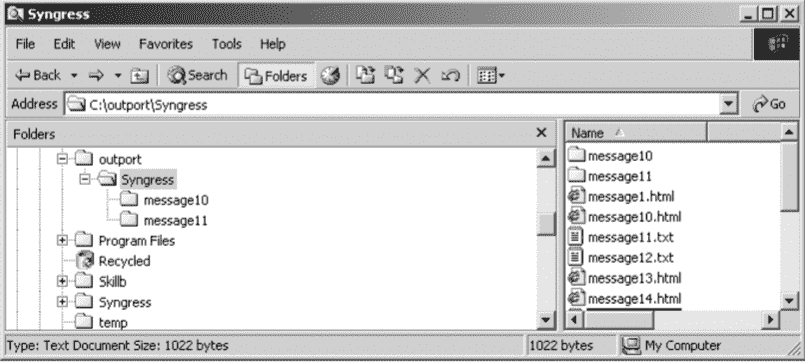 Syngress
File Edit View Favorites Tools Help
Back Search Folders
Address C:\outport\Syngress Go
Folders
outport
Syngress
message10
message11
Program Files
Recycled
Skillb
Syngress
temp
Name
message10
message11
message1.html
message10.html
message11.txt
message12.txt
message13.html
message14.html
Type: Text Document Size: 1022 bytes 1022 bytes My Computer